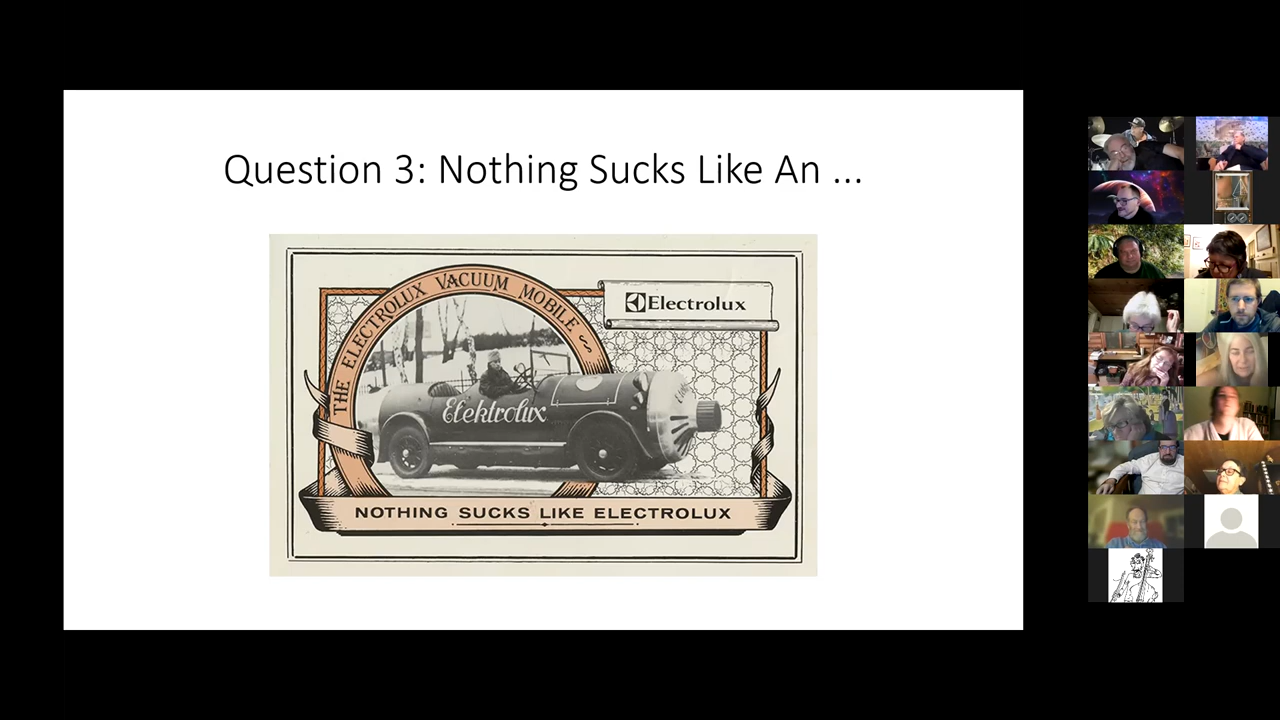 Question 3: Nothing Sucks Like An ...
THE ELECTROLUX VACUUM MOBILE
Electrolux
Elektrolux
NOTHING SUCKS LIKE ELECTROLUX